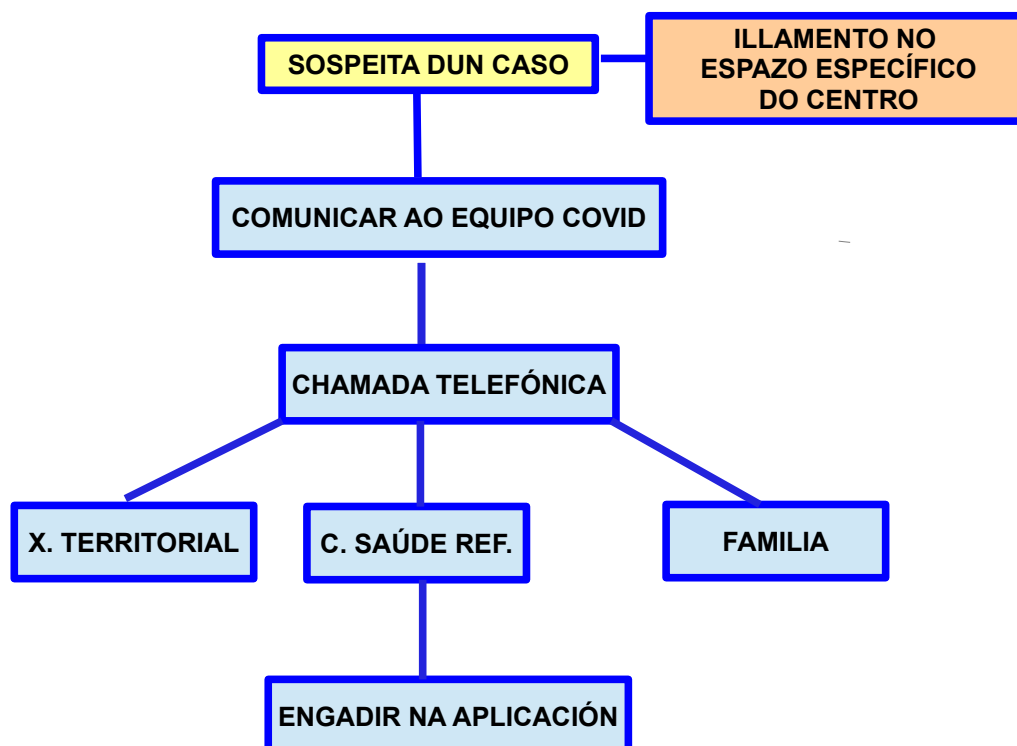 ILLAMENTO NO
SOSPEITA DUN CASO
ESPAZO ESPECÍFICO
DO CENTRO
COMUNICAR AO EQUIPO COVID
CHAMADA TELEFÓNICA
X. TERRITORIAL
C. SAÚDE REF.
FAMILIA
ENGADIR NA APLICACIÓN